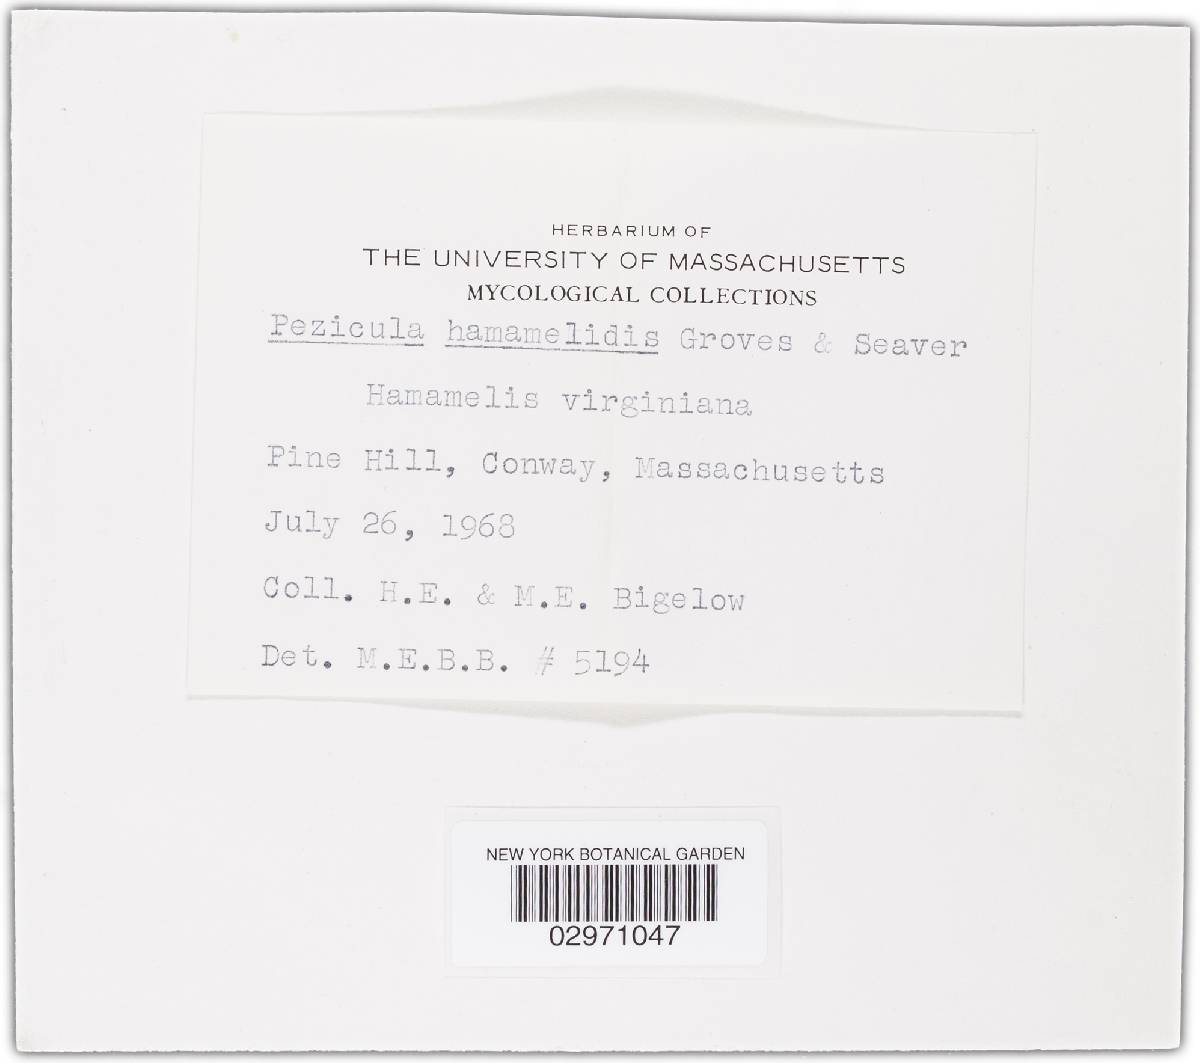 HERBARIUM OF
THE UNIVERSITY OF MASSACHUSETTS
MYCOLOGICAL COLLECTIONS
Pezicula hamamelidis Groves & Seaver
Hamamelis virginiana
Pine Hill, Conway, Massachusetts
July 26, 1968
Coll. H.E. & M.E. Bigelow
Det. M.E.B.B. # 5194
NEW YORK BOTANICAL GARDEN
02971047